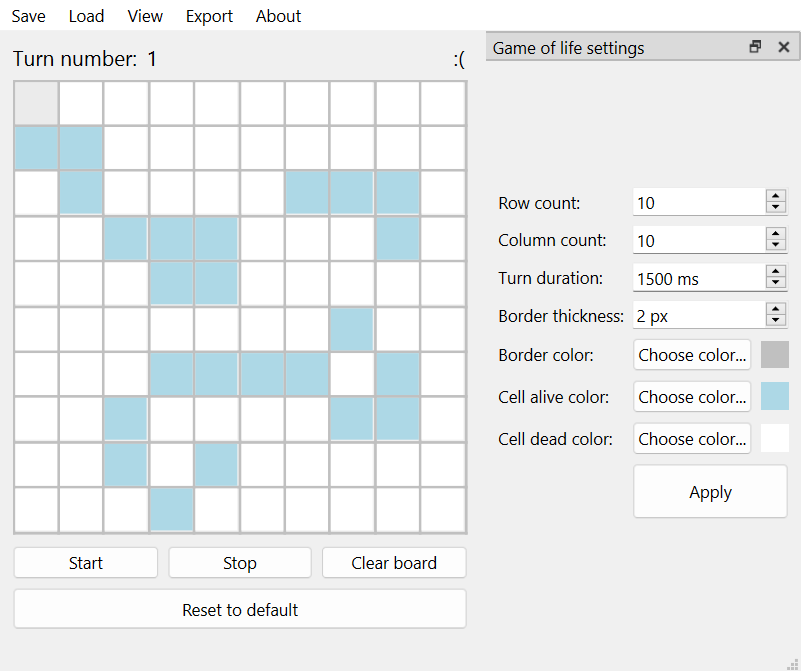 Save Load View Export About
Turn number: 1 :(
Game of life settings
Row count: 10
Column count: 10
Turn duration: 1500 ms
Border thickness: 2 px
Border color: Choose color...
Cell alive color: Choose color...
Cell dead color: Choose color...
Apply
Start Stop Clear board
Reset to default